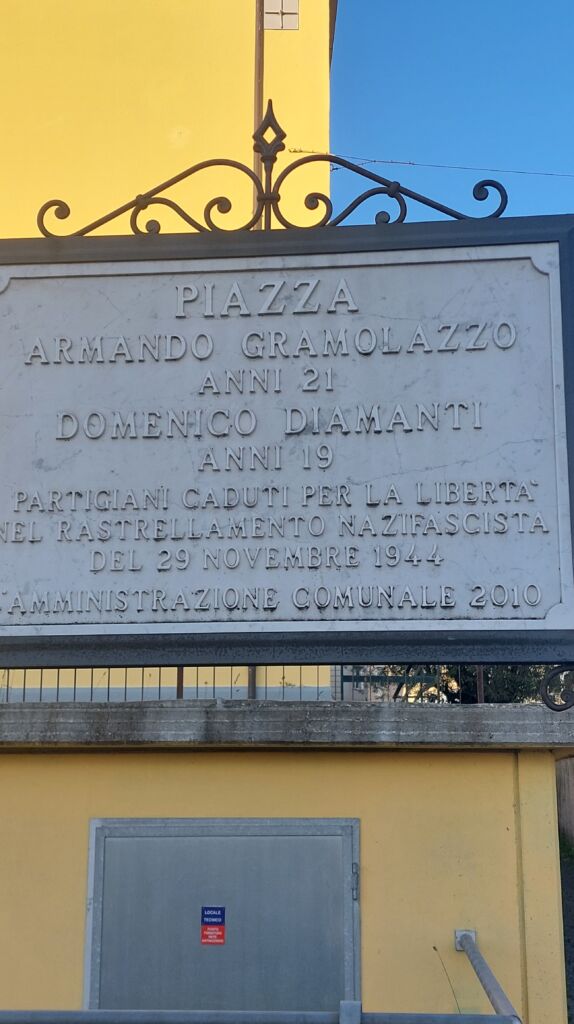 PIAZZA
ARMANDO GRAMOLAZZO
ANNI 21
DOMENICO DIAMANTI
ANNI 19
PARTIGIANI CADUTI PER LA LIBERTA'
NEL RASTRELLAMENTO NAZIFASCISTA
DEL 29 NOVEMBRE 1944
L'AMMINISTRAZIONE COMUNALE 2010
LOCALE
TECNICO